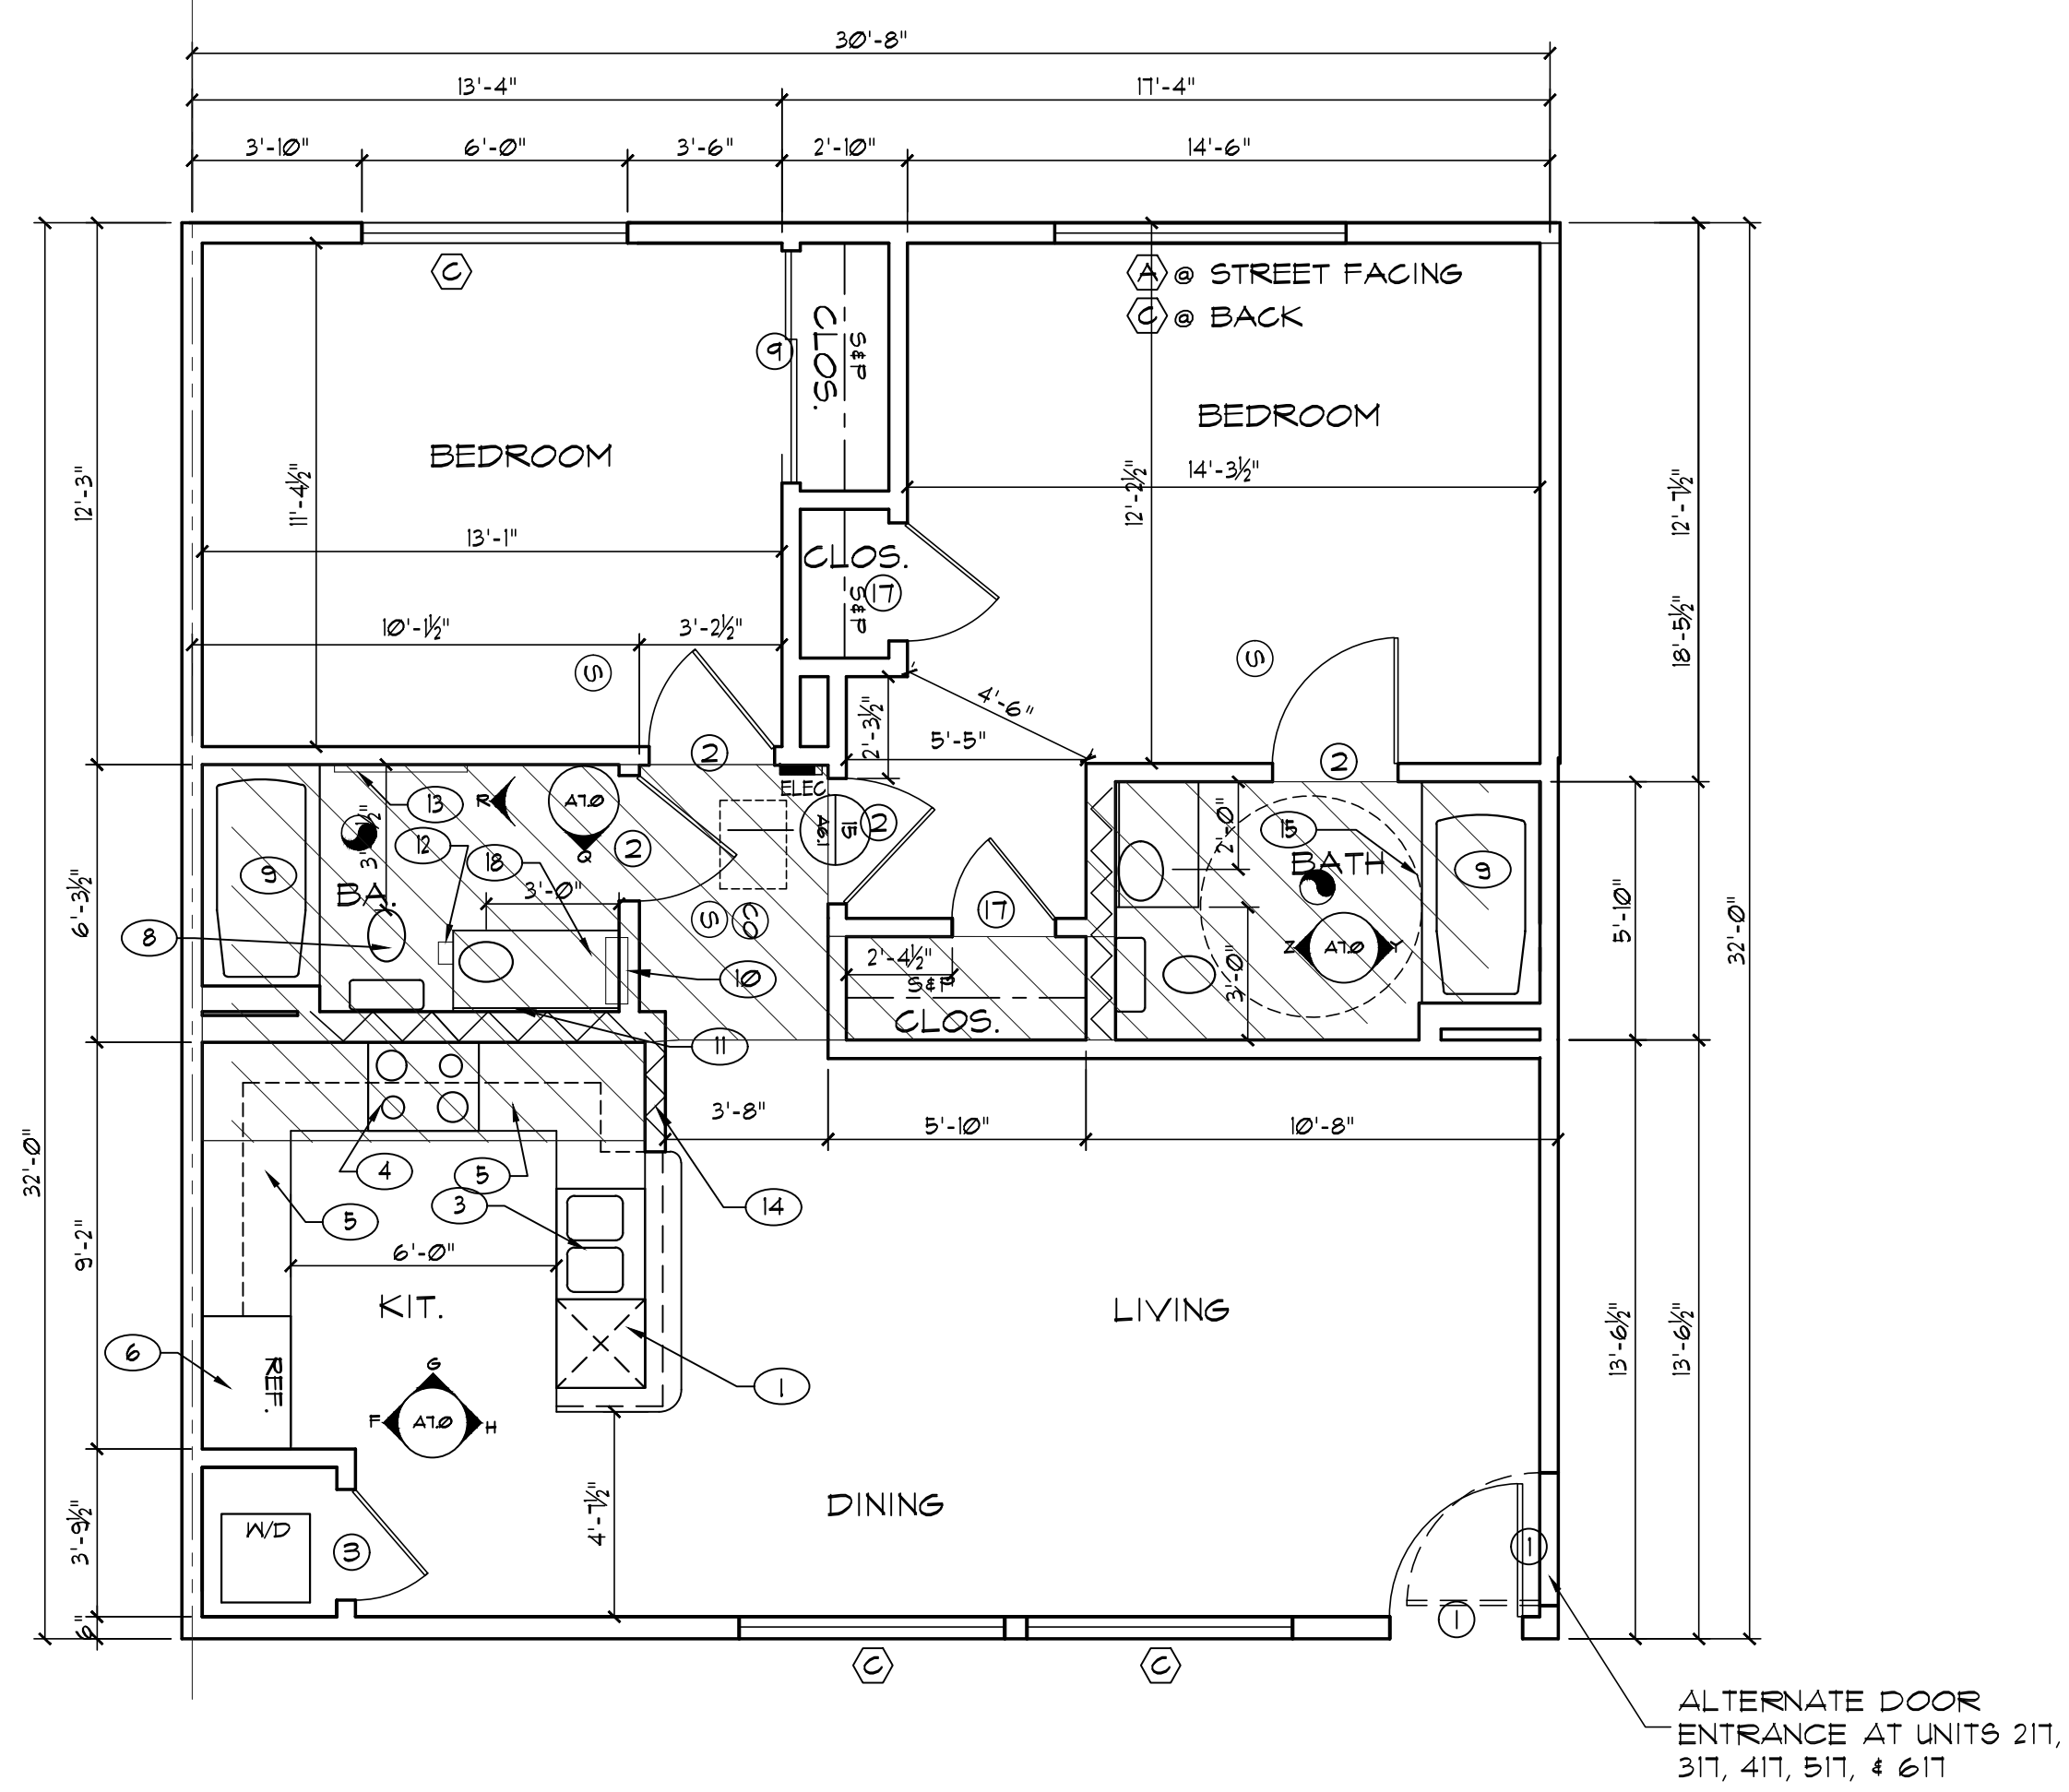 30'-8"
13'-4"
17'-4"
3'-10"
6'-0"
3'-6"
2'-10"
14'-6"
C
A @ STREET FACING
C @ BACK
9
CLOS.
S&P
BEDROOM
BEDROOM
14'-3½"
12'-3"
11'-4½"
12'-2½"
12'-7½"
13'-1"
CLOS.
17
S&P
10'-1½"
3'-2½"
18'-5½"
S
S
4'-6"
2'-3½"
5'-5"
2
2
ELEC
13
R
A7.0
Q
15
A6.1
2
2'-0"
15
12
2
18
BATH
9
9
3'-0"
BA.
17
6'-3½"
8
S
CO
5'-10"
32'-0"
Z
A7.0
Y
10
2'-4½"
S&P
3'-0"
CLOS.
11
3'-8"
5'-10"
10'-8"
32'-0"
4
5
3
5
14
9'-2"
6'-0"
KIT.
LIVING
13'-6½"
13'-6½"
6
REF.
1
G
F
A7.0
H
DINING
4'-7½"
3'-9½"
W/D
3
1
1
6"
C
C
ALTERNATE DOOR
ENTRANCE AT UNITS 217,
317, 417, 517, & 617